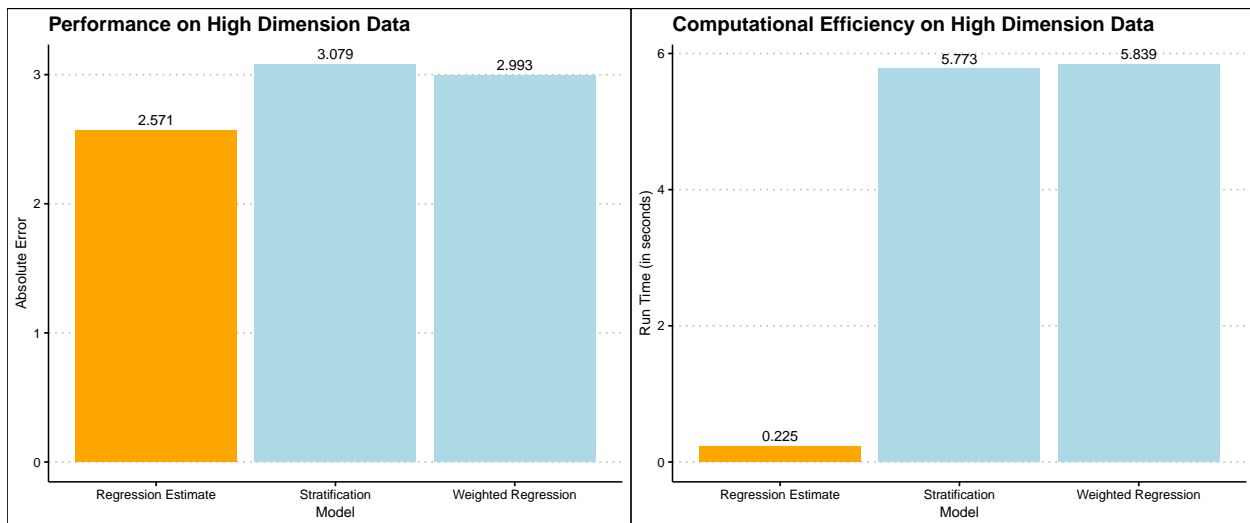 Performance on High Dimension Data
3.079
2.993
2.571
3
2
1
0
Absolute Error
Regression Estimate
Stratification
Weighted Regression
Model
Computational Efficiency on High Dimension Data
5.773
5.839
0.225
6
4
2
0
Run Time (in seconds)
Regression Estimate
Stratification
Weighted Regression
Model